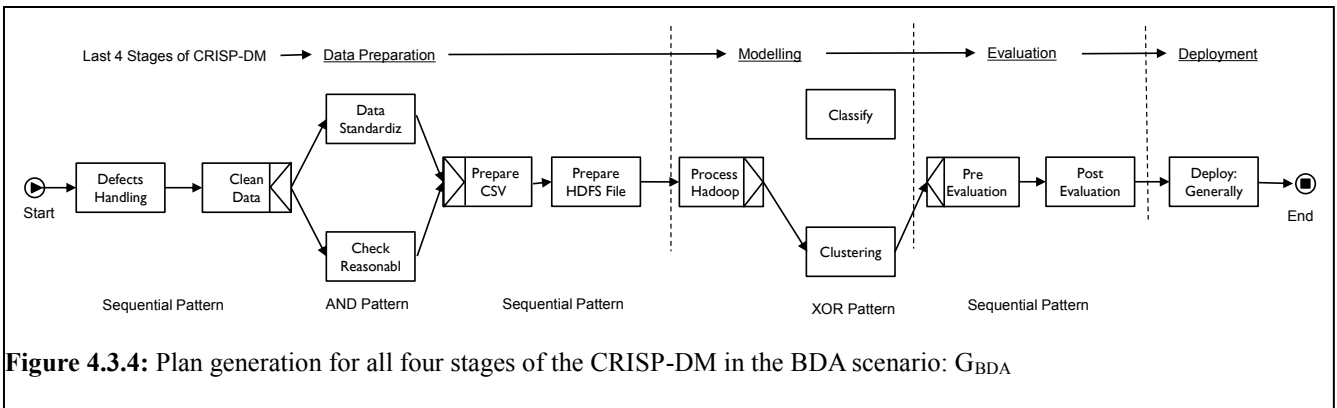 Last 4 Stages of CRISP-DM
Data Preparation
Modelling
Evaluation
Deployment
Data
Standardiz
Classify
Start
Defects
Handling
Clean
Data
Prepare
CSV
Prepare
HDFS File
Process
Hadoop
Pre
Evaluation
Post
Evaluation
Deploy:
Generally
End
Check
Reasonabl
Clustering
Sequential Pattern
AND Pattern
Sequential Pattern
XOR Pattern
Sequential Pattern
Figure 4.3.4: Plan generation for all four stages of the CRISP-DM in the BDA scenario: GBDA